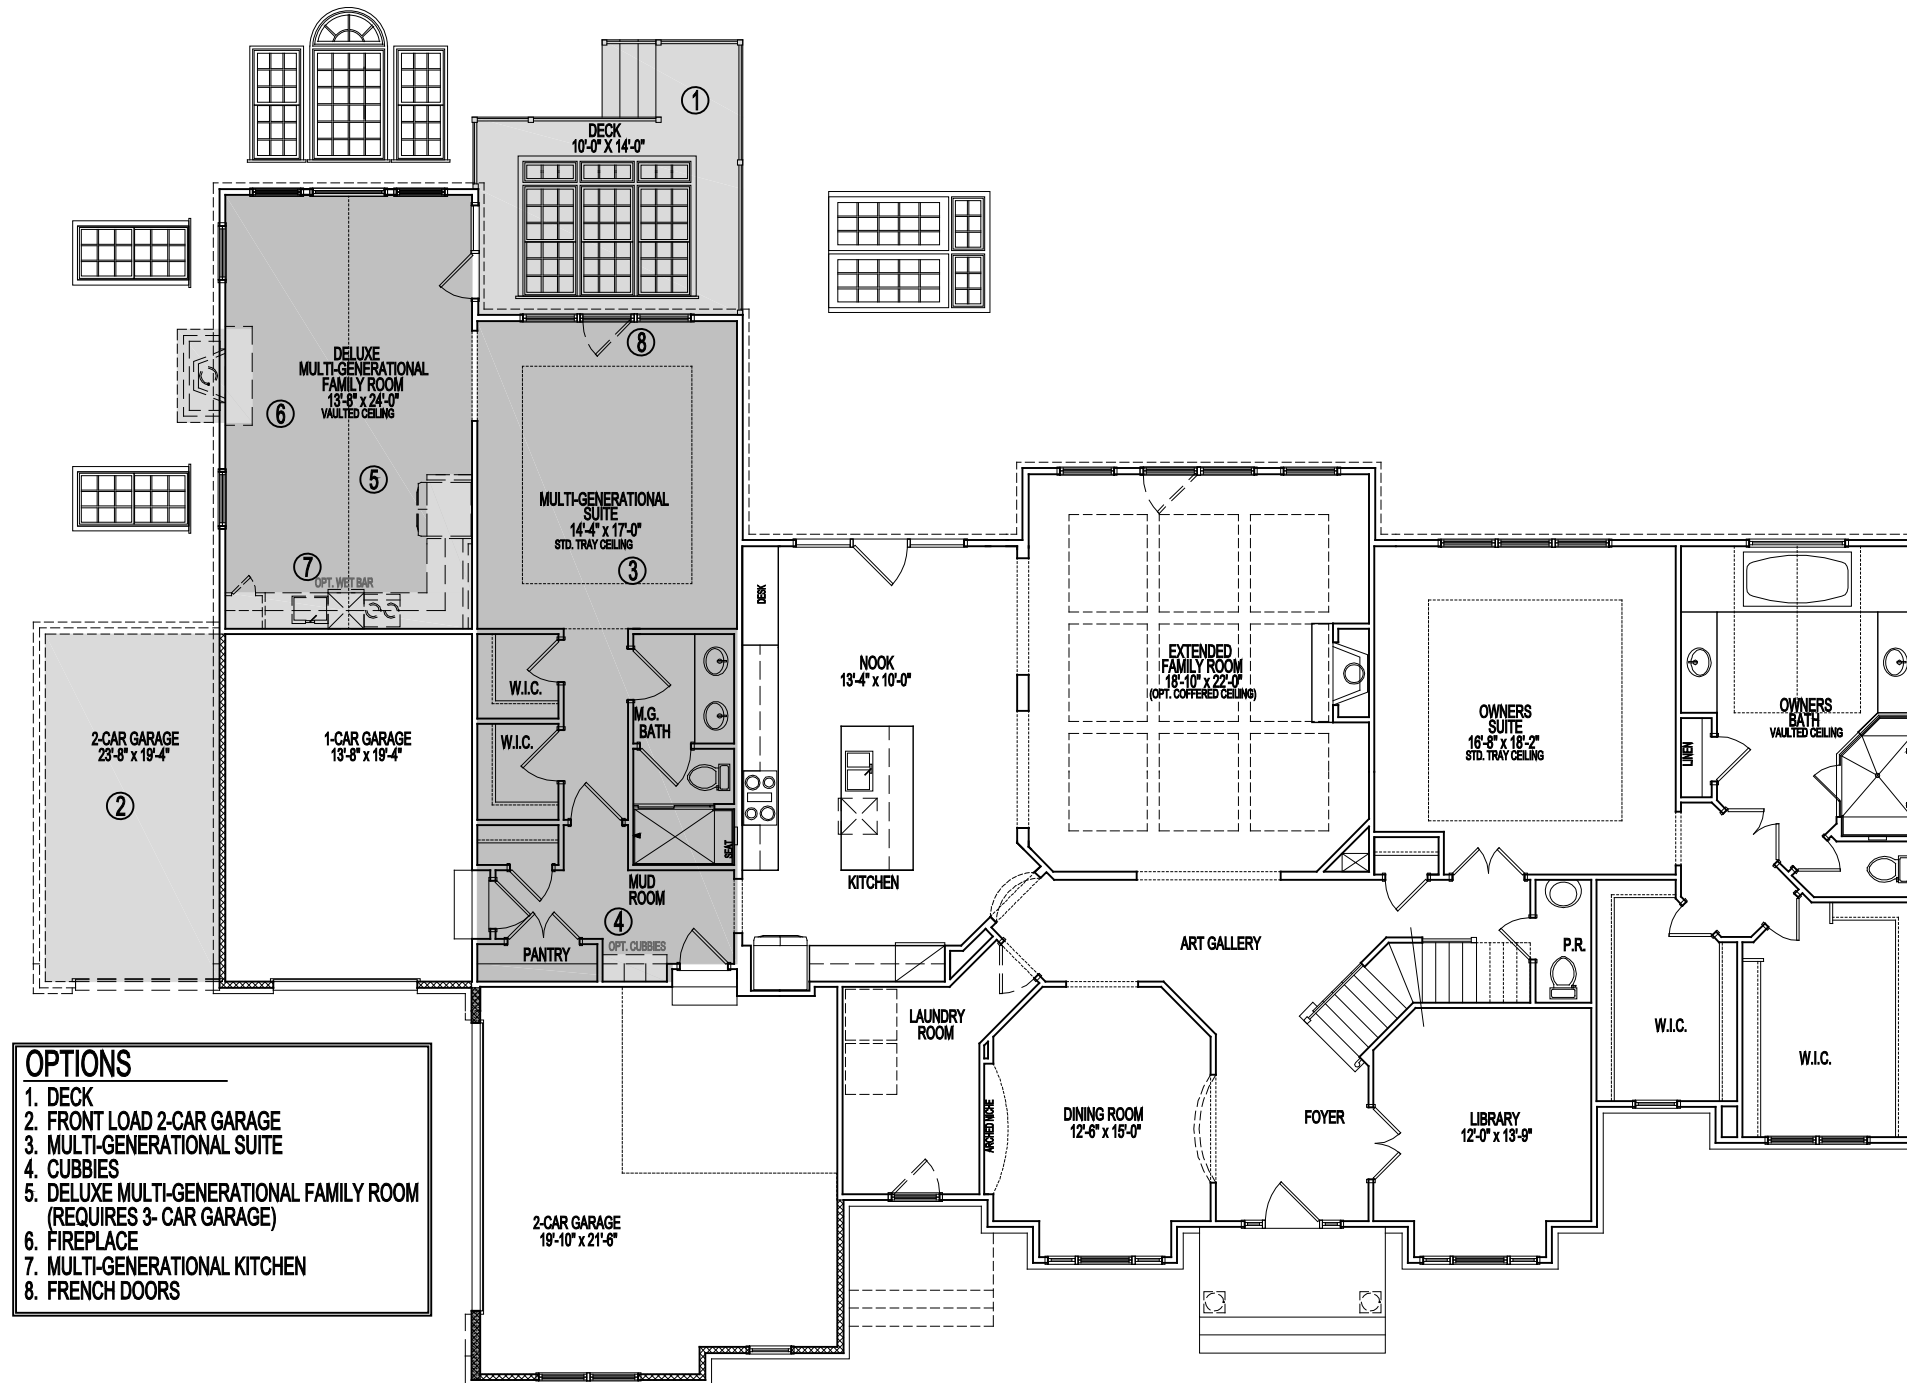 ①
DECK
10'-0" X 14'-0"
⑧
DELUXE
MULTI-GENERATIONAL
FAMILY ROOM
13'-8" x 24'-0"
VAULTED CEILING
⑥
⑤
MULTI-GENERATIONAL
SUITE
14'-4" x 17'-0"
STD. TRAY CEILING
③
⑦
OPT. WET BAR
DESK
NOOK
13'-4" x 10'-0"
EXTENDED
FAMILY ROOM
18'-10" x 22'-0"
(OPT. COFFERED CEILING)
OWNERS
SUITE
16'-8" x 18'-2"
STD. TRAY CEILING
OWNERS
BATH
VAULTED CEILING
LINEN
W.I.C.
M.G.
BATH
W.I.C.
2-CAR GARAGE
23'-8" x 19'-4"
②
1-CAR GARAGE
13'-8" x 19'-4"
SEAT
KITCHEN
MUD
ROOM
④
OPT. CUBBIES
PANTRY
ART GALLERY
P.R.
LAUNDRY
ROOM
W.I.C.
W.I.C.
ARCHED NICHE
DINING ROOM
12'-6" x 15'-0"
FOYER
LIBRARY
12'-0" x 13'-9"
2-CAR GARAGE
19'-10" x 21'-6"
OPTIONS
1. DECK
2. FRONT LOAD 2-CAR GARAGE
3. MULTI-GENERATIONAL SUITE
4. CUBBIES
5. DELUXE MULTI-GENERATIONAL FAMILY ROOM
(REQUIRES 3- CAR GARAGE)
6. FIREPLACE
7. MULTI-GENERATIONAL KITCHEN
8. FRENCH DOORS